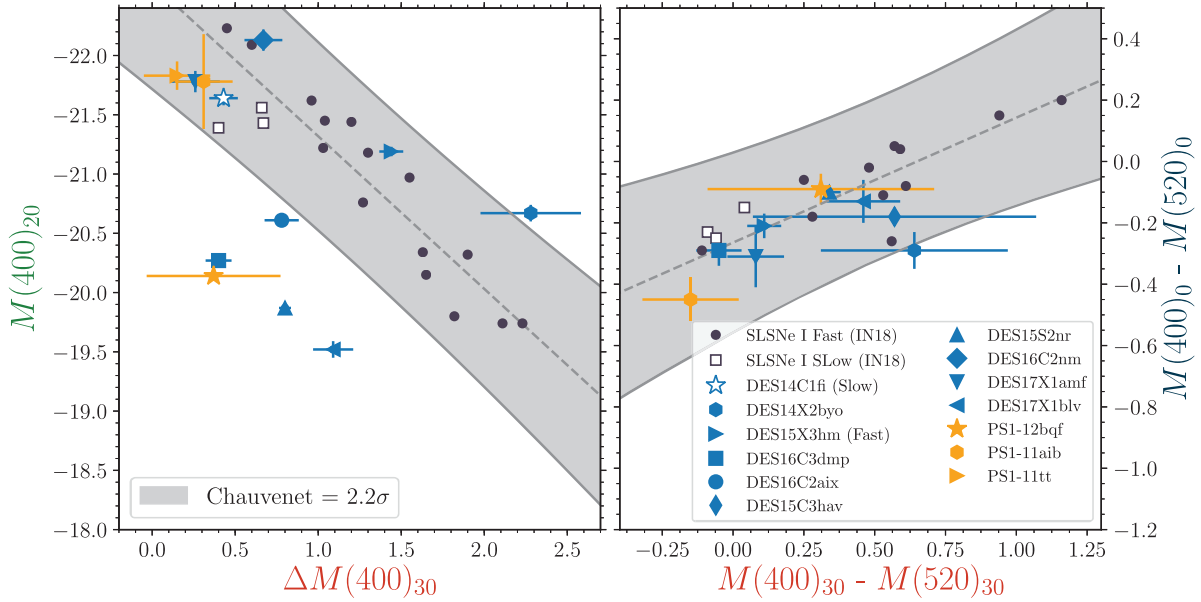 −22.0
−21.5
−21.0
−20.5
−20.0
−19.5
−19.0
−18.5
−18.0
M(400)₂₀
0.0 0.5 1.0 1.5 2.0 2.5
ΔM(400)₃₀
Chauvenet = 2.2σ
0.4
0.2
0.0
−0.2
−0.4
−0.6
−0.8
−1.0
−1.2
M(400)₀ - M(520)₀
−0.25 0.00 0.25 0.50 0.75 1.00 1.25
M(400)₃₀ - M(520)₃₀
SLSNe I Fast (IN18)
SLSNe I SLow (IN18)
DES14C1fi (Slow)
DES14X2byo
DES15X3hm (Fast)
DES16C3dmp
DES16C2aix
DES15C3hav
DES15S2nr
DES16C2nm
DES17X1amf
DES17X1blv
PS1-12bqf
PS1-11aib
PS1-11tt